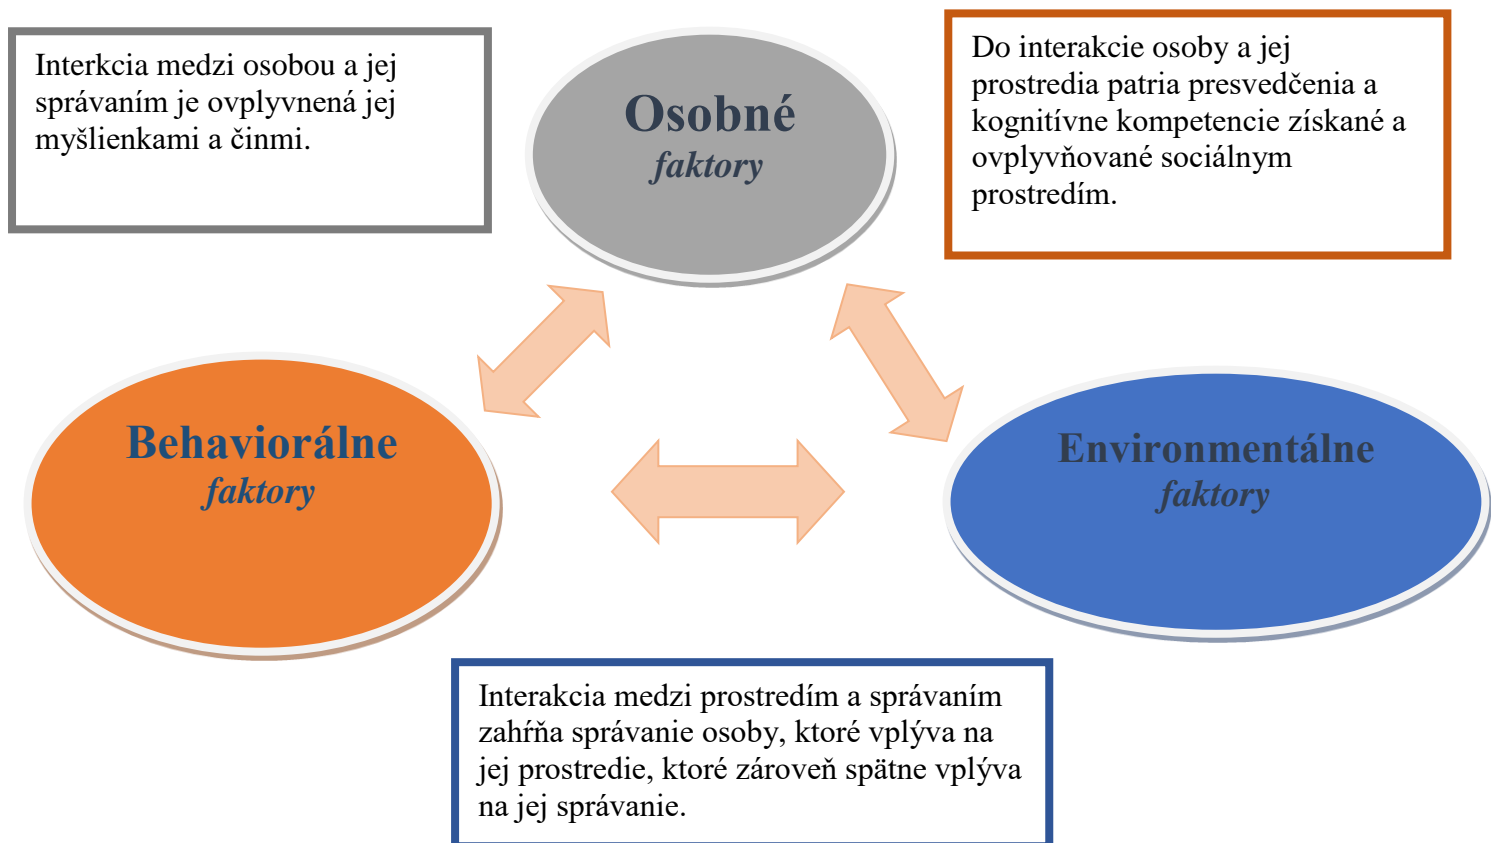 Interkcia medzi osobou a jej
správaním je ovplyvnená jej
myšlienkami a činmi.
Osobné
faktory
Do interakcie osoby a jej
prostredia patria presvedčenia a
kognitívne kompetencie získané a
ovplyvňované sociálnym
prostredím.
Behaviorálne
faktory
Environmentálne
faktory
Interakcia medzi prostredím a správaním
zahŕňa správanie osoby, ktoré vplýva na
jej prostredie, ktoré zároveň spätne vplýva
na jej správanie.